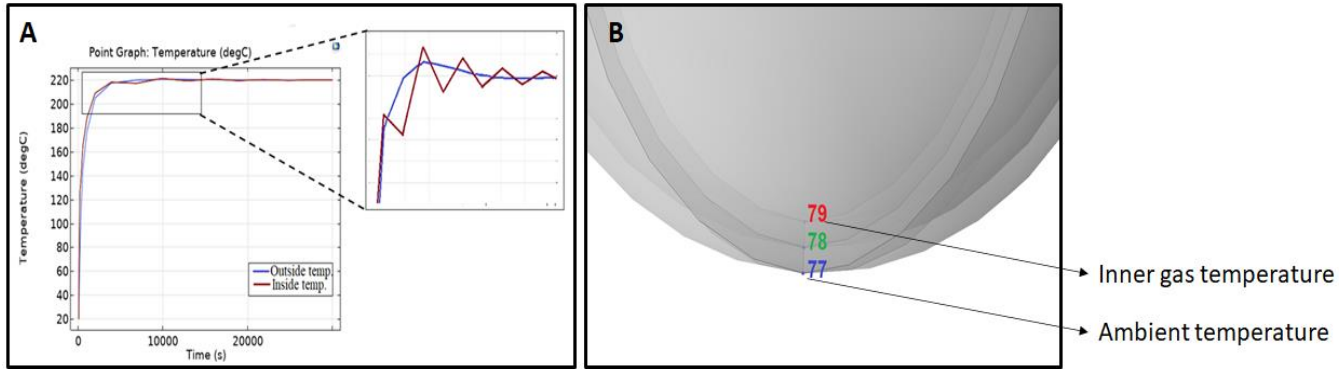 A
Point Graph: Temperature (degC)
Temperature (degC)
220
200
180
160
140
120
100
80
60
40
20
Outside temp.
Inside temp.
0
10000
20000
Time (s)
B
79
78
77
Inner gas temperature
Ambient temperature